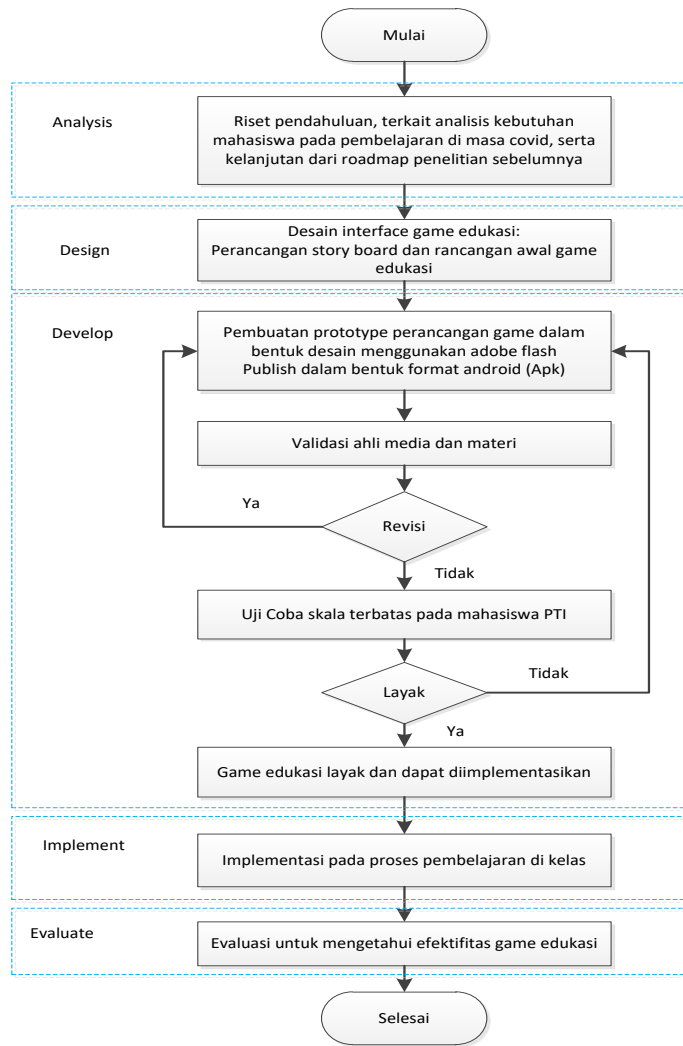 Mulai
Analysis
Riset pendahuluan, terkait analisis kebutuhan
mahasiswa pada pembelajaran di masa covid, serta
kelanjutan dari roadmap penelitian sebelumnya
Design
Desain interface game edukasi:
Perancangan story board dan rancangan awal game
edukasi
Develop
Pembuatan prototype perancangan game dalam
bentuk desain menggunakan adobe flash
Publish dalam bentuk format android (Apk)
Validasi ahli media dan materi
Ya
Revisi
Tidak
Uji Coba skala terbatas pada mahasiswa PTI
Layak
Tidak
Ya
Game edukasi layak dan dapat diimplementasikan
Implement
Implementasi pada proses pembelajaran di kelas
Evaluate
Evaluasi untuk mengetahui efektifitas game edukasi
Selesai